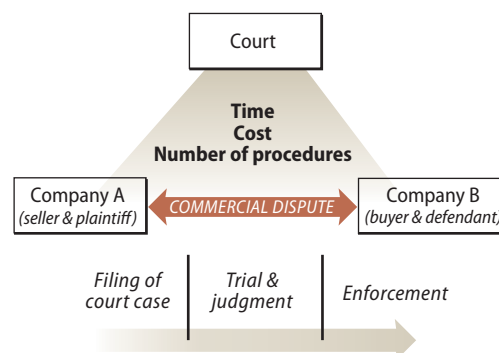 Court
Time
Cost
Number of procedures
Company A
(seller & plaintiff)
COMMERCIAL DISPUTE
Company B
(buyer & defendant)
Filing of
court case
Trial &
judgment
Enforcement